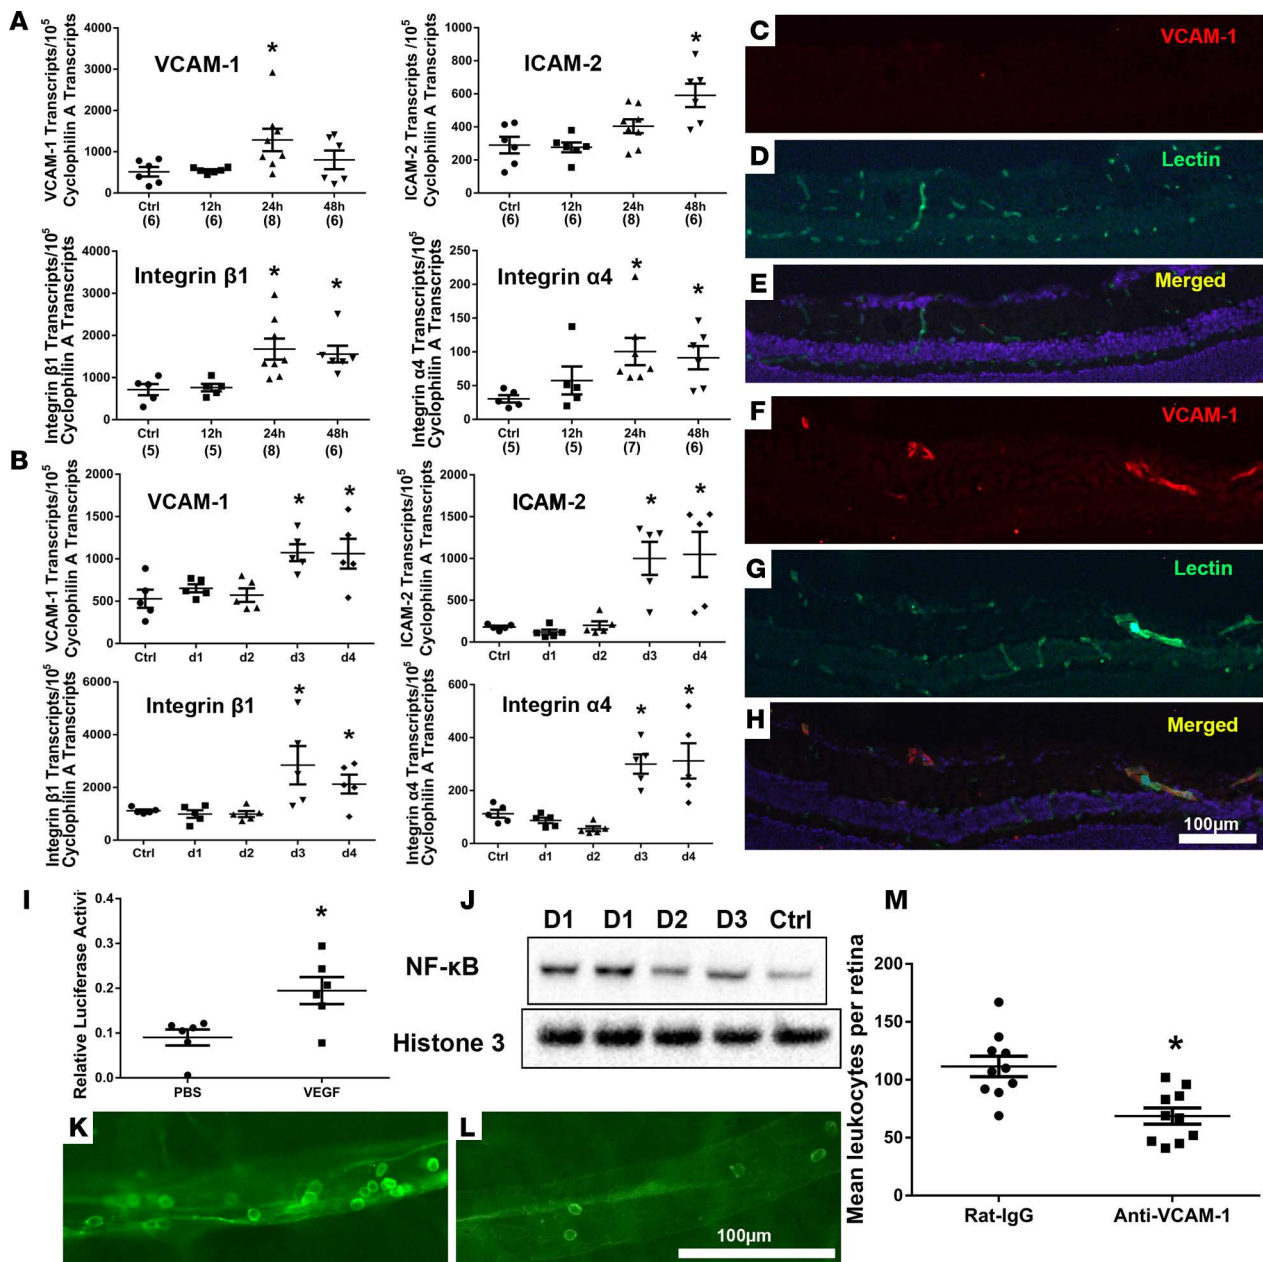 A
VCAM-1 Transcripts/10⁵
Cyclophilin A Transcripts
4000
3000
2000
1000
0
VCAM-1
*
Ctrl 12h 24h 48h
(6) (6) (8) (6)
ICAM-2 Transcripts /10⁵
Cyclophilin A Transcripts
1000
800
600
400
200
0
ICAM-2
*
Ctrl 12h 24h 48h
(6) (6) (8) (6)
Integrin β1 Transcripts/10⁵
Cyclophilin A Transcripts
4000
3000
2000
1000
0
Integrin β1
* *
Ctrl 12h 24h 48h
(5) (5) (8) (6)
Integrin α4 Transcripts/10⁵
Cyclophilin A Transcripts
250
200
150
100
50
0
Integrin α4
* *
Ctrl 12h 24h 48h
(5) (5) (7) (6)
B
VCAM-1 Transcripts/10⁵
Cyclophilin A Transcripts
2000
1500
1000
500
0
VCAM-1
* *
Ctrl d1 d2 d3 d4
ICAM-2 Transcripts/10⁵
Cyclophilin A Transcripts
2000
1500
1000
500
0
ICAM-2
* *
Ctrl d1 d2 d3 d4
Integrin β1 Transcripts/10⁵
Cyclophilin A Transcripts
6000
4000
2000
0
Integrin β1
* *
Ctrl d1 d2 d3 d4
Integrin α4 Transcripts/10⁵
Cyclophilin A Transcripts
600
400
200
0
Integrin α4
* *
Ctrl d1 d2 d3 d4
C
VCAM-1
D
Lectin
E
Merged
F
VCAM-1
G
Lectin
H
Merged
100μm
I
Relative Luciferase Activi
0.4
0.3
0.2
0.1
0.0
*
PBS VEGF
J
D1 D1 D2 D3 Ctrl
NF-κB
Histone 3
K
L
100μm
M
Mean leukocytes per retina
200
150
100
50
0
*
Rat-IgG Anti-VCAM-1